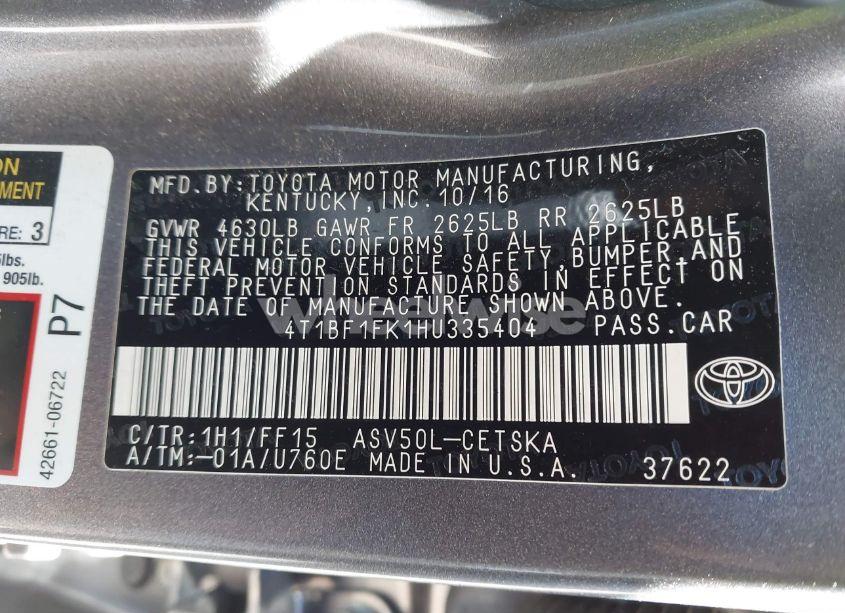 ON
MENT
RE: 3
lbs.
905lb.
42661-06722
P7
MFD.BY:TOYOTA MOTOR MANUFACTURING,
KENTUCKY,INC.10/16
GVWR 4630LB GAWR FR 2625LB RR 2625LB
THIS VEHICLE CONFORMS TO ALL APPLICABLE
FEDERAL MOTOR VEHICLE SAFETY,BUMPER,AND
THEFT PREVENTION STANDARDS IN EFFECT ON
THE DATE OF MANUFACTURE SHOWN ABOVE.
4T1BF1FK1HU335404 PASS.CAR
C/TR:1H1/FF15 ASV50L-CETSKA
A/TM:-01A/U760E MADE IN U.S.A. 37622
wheelwise